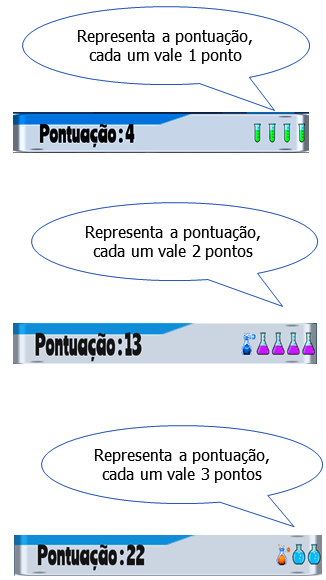 Representa a pontuação,
cada um vale 1 ponto
Pontuação:4
Representa a pontuação,
cada um vale 2 pontos
Pontuação:13
Representa a pontuação,
cada um vale 3 pontos
Pontuação:22